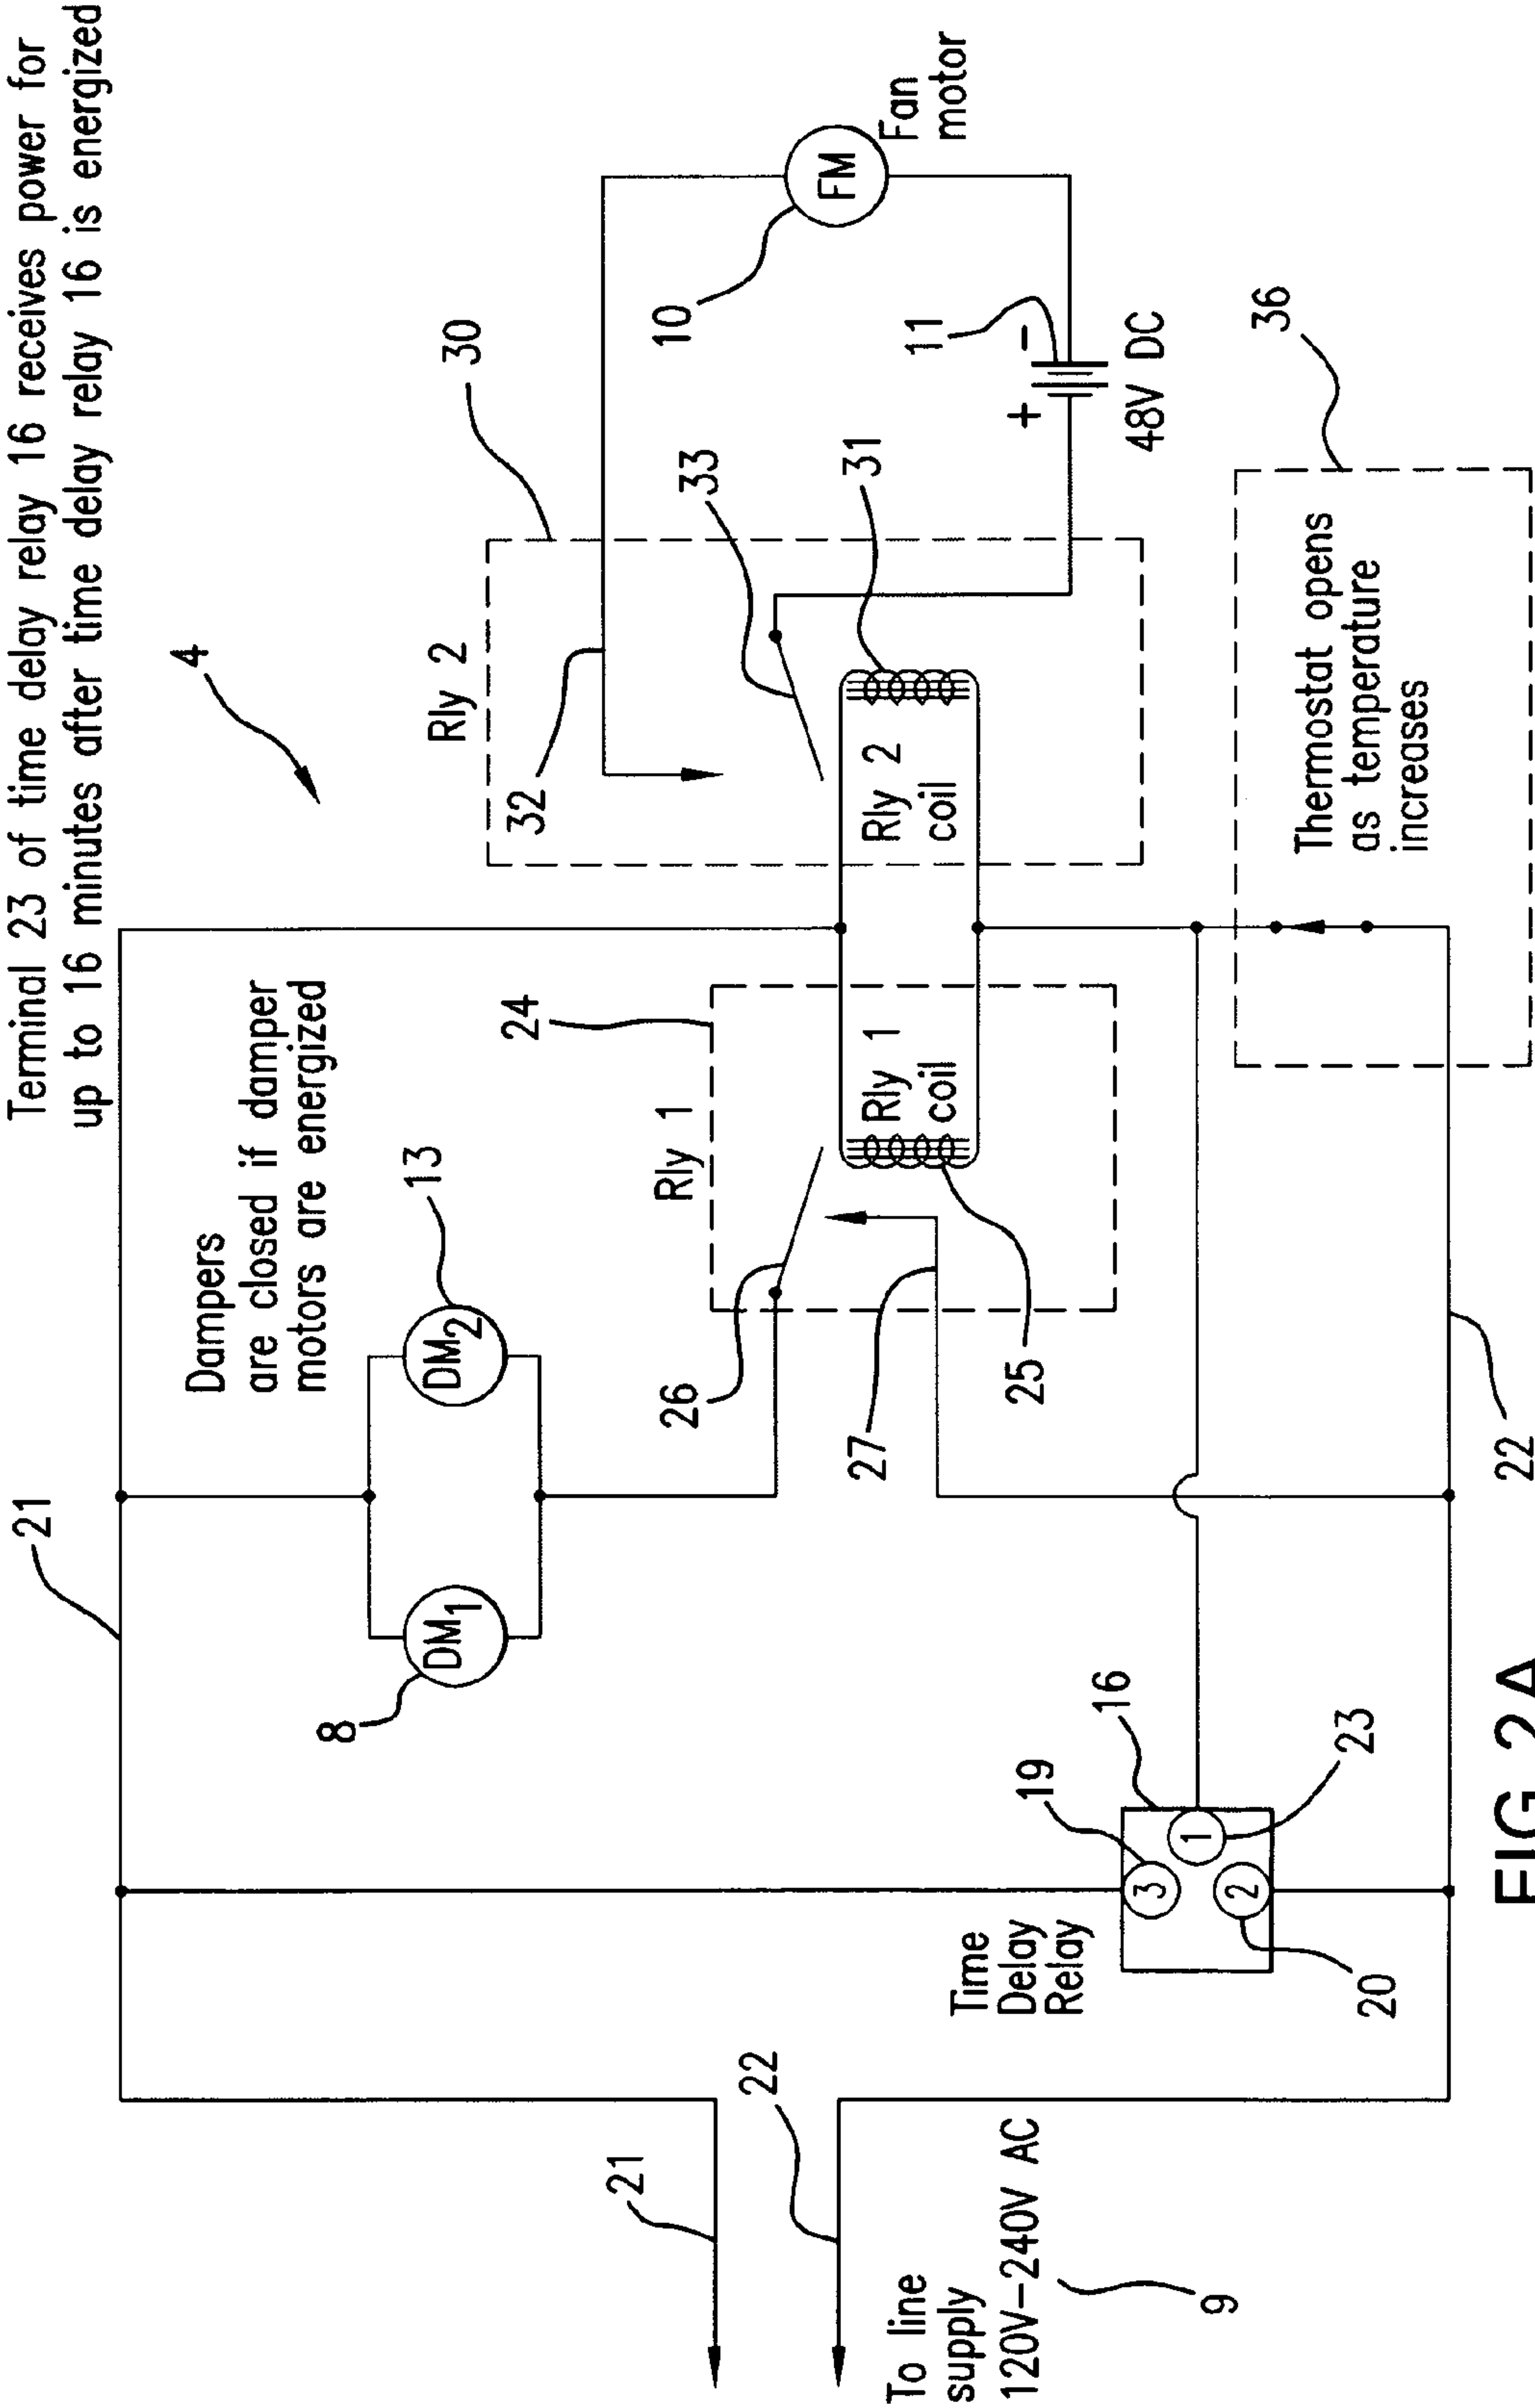 Terminal 23 of time delay relay 16 receives power for
up to 16 minutes after time delay relay 16 is energized
21
Dampers
are closed if damper
motors are energized
4
8
DM1
DM2
13
Rly 1
24
Rly 2
30
32
33
10
FM
Fan
motor
26
27
25
Rly 1
coil
Rly 2
coil
31
11
+
-
48V DC
21
22
To line
supply
120V-240V AC
9
Time
Delay
Relay
19
16
3
1
2
20
23
Thermostat opens
as temperature
increases
36
22
FIG. 2A